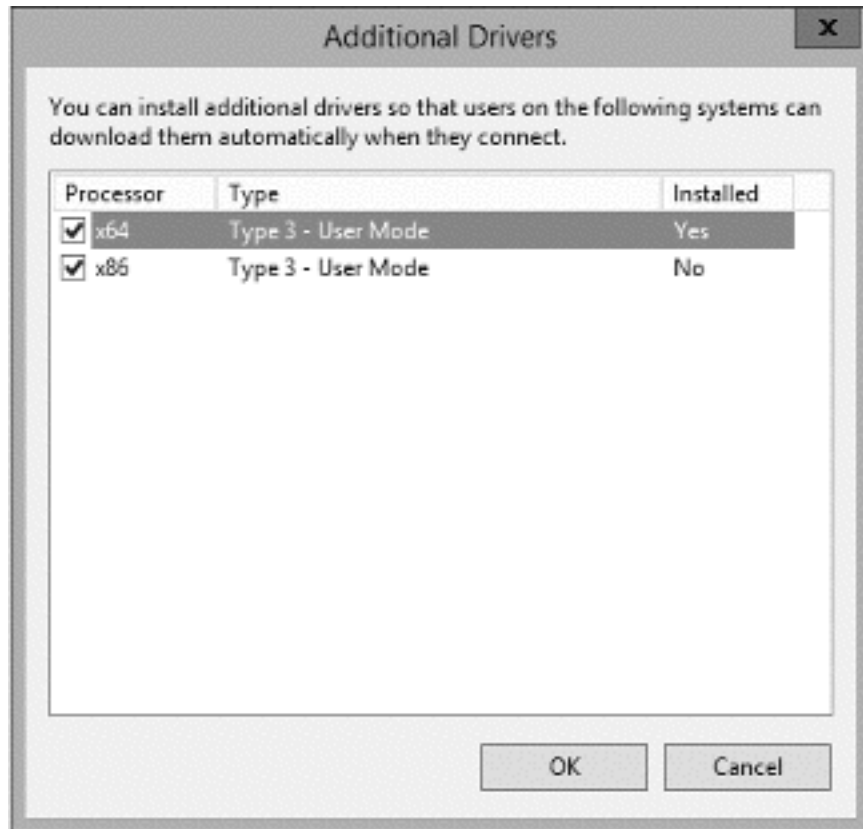 Additional Drivers
x
You can install additional drivers so that users on the following systems can
download them automatically when they connect.
Processor Type Installed
x64 Type 3 - User Mode Yes
x86 Type 3 - User Mode No
OK Cancel